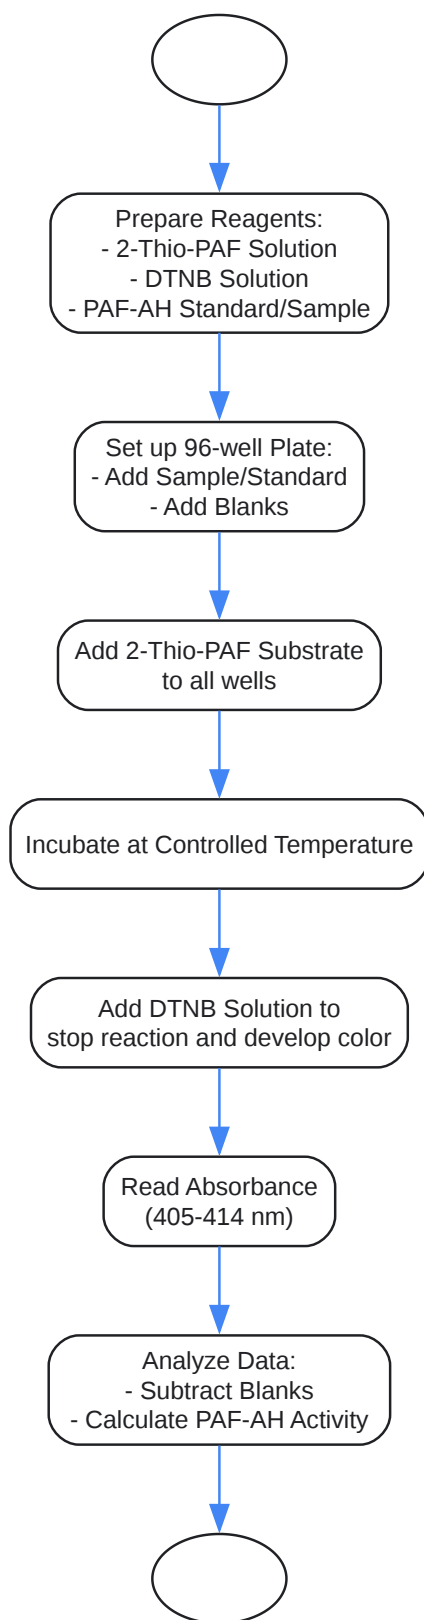 Prepare Reagents:
- 2-Thio-PAF Solution
- DTNB Solution
- PAF-AH Standard/Sample
Set up 96-well Plate:
- Add Sample/Standard
- Add Blanks
Add 2-Thio-PAF Substrate
to all wells
Incubate at Controlled Temperature
Add DTNB Solution to
stop reaction and develop color
Read Absorbance
(405-414 nm)
Analyze Data:
- Subtract Blanks
- Calculate PAF-AH Activity